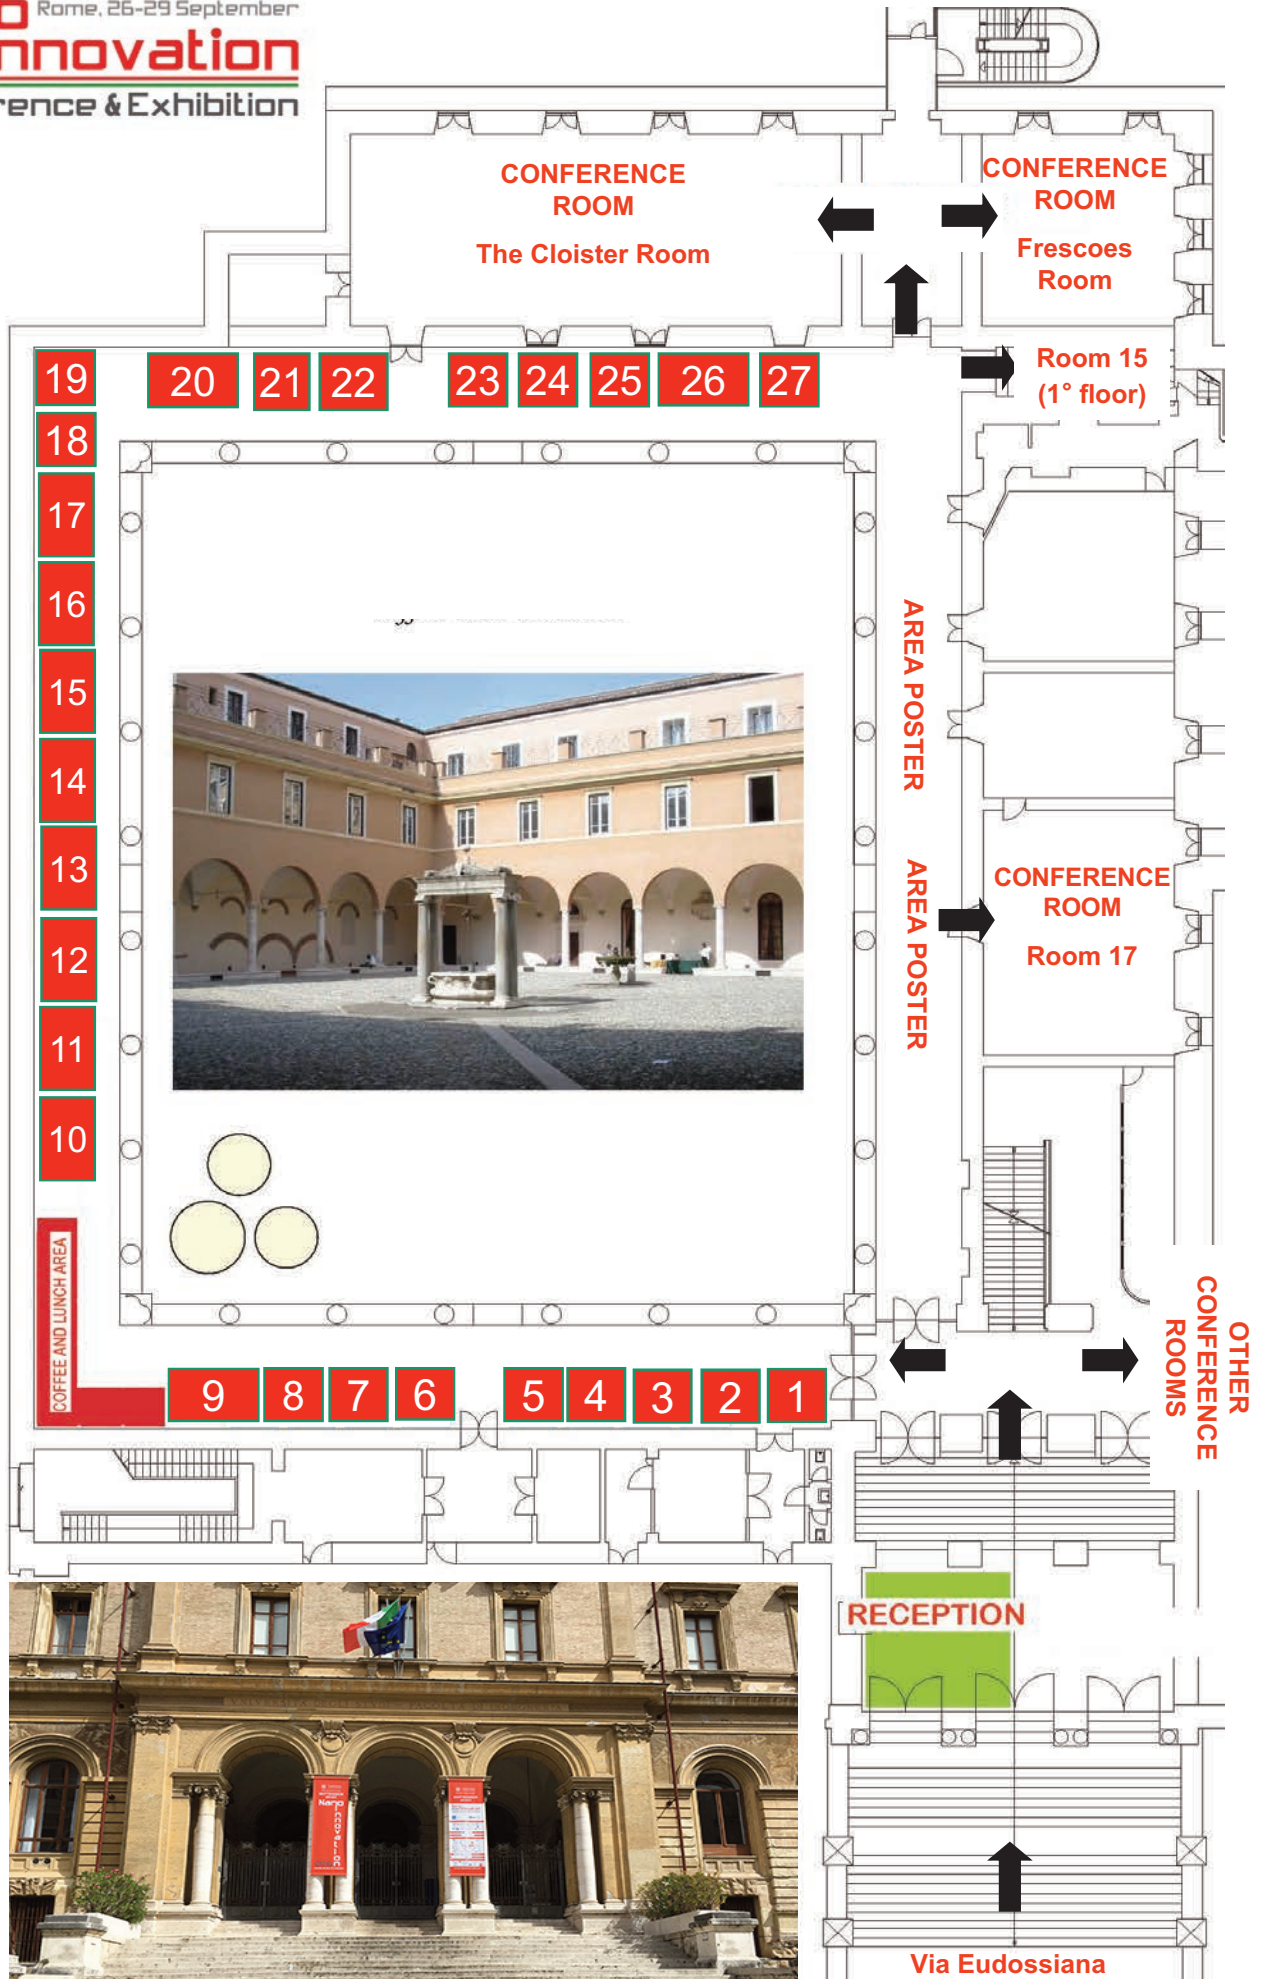 Rome, 26-29 September
nnovation
rence & Exhibition
CONFERENCE
ROOM
The Cloister Room
CONFERENCE
ROOM
Frescoes
Room
Room 15
(1° floor)
19
20
21
22
23
24
25
26
27
18
17
16
15
14
13
12
11
10
AREA POSTER
AREA POSTER
CONFERENCE
ROOM
Room 17
COFFEE AND LUNCH AREA
9
8
7
6
5
4
3
2
1
OTHER
CONFERENCE
ROOMS
RECEPTION
Nano
innovation
Via Eudossiana